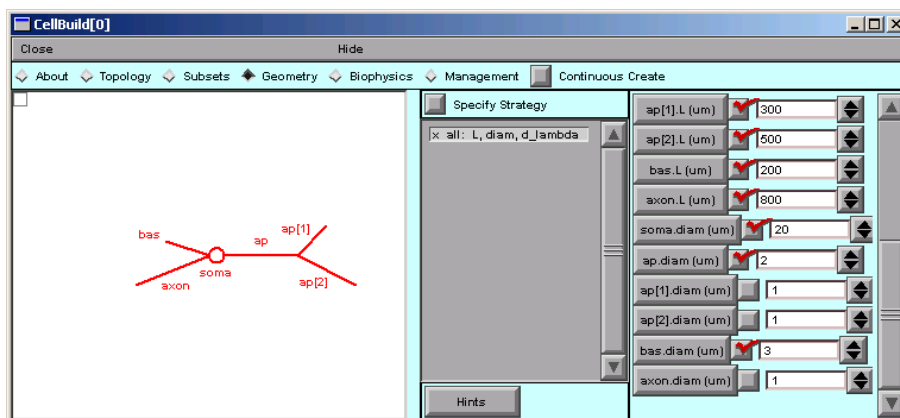 CellBuild[0]
Close Hide
About Topology Subsets Geometry Biophysics Management Continuous Create
Specify Strategy
x all: L, diam, d_lambda
bas
ap
ap[1]
soma
axon
ap[2]
Hints
ap[1].L (um) 300
ap[2].L (um) 500
bas.L (um) 200
axon.L (um) 800
soma.diam (um) 20
ap.diam (um) 2
ap[1].diam (um) 1
ap[2].diam (um) 1
bas.diam (um) 3
axon.diam (um) 1